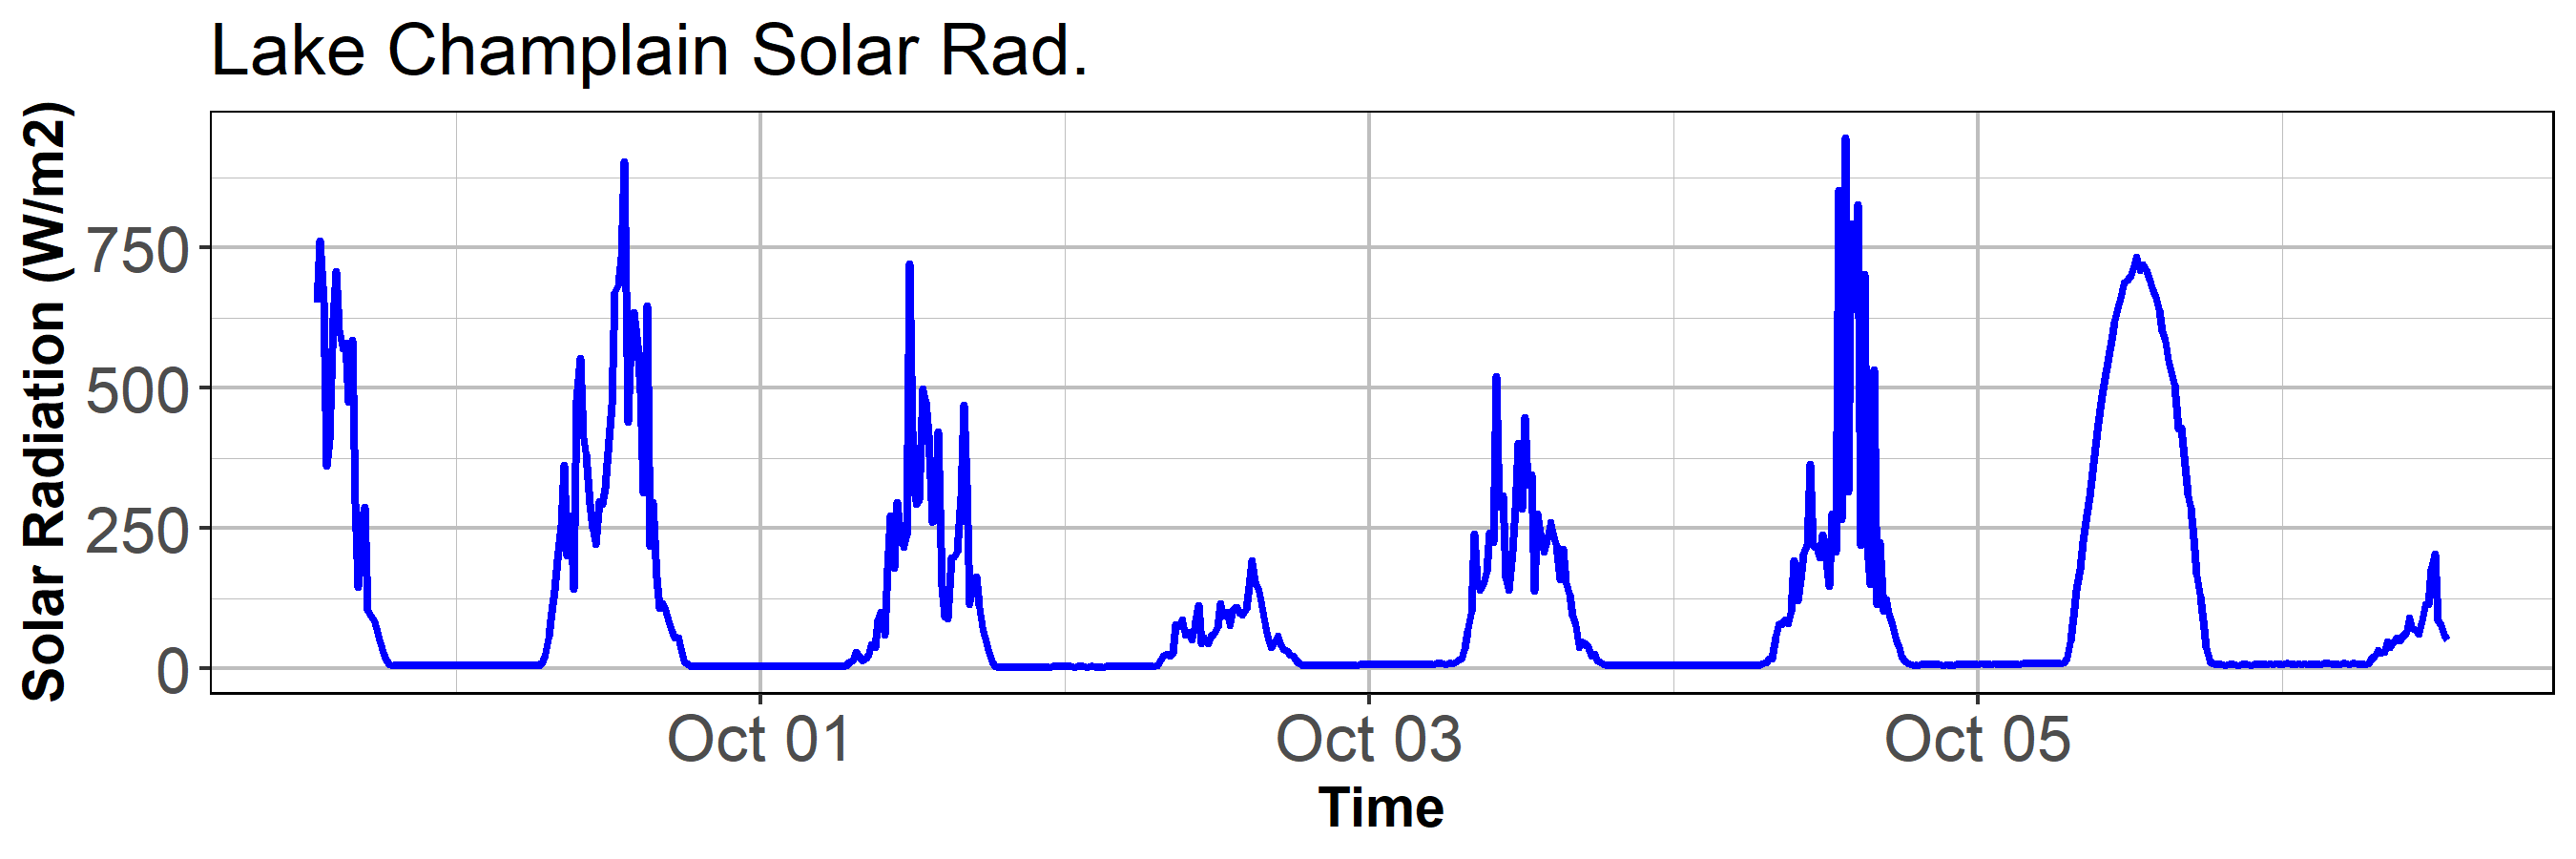 Lake Champlain Solar Rad.
Solar Radiation (W/m2)
750
500
250
0
Oct 01 Oct 03 Oct 05
Time